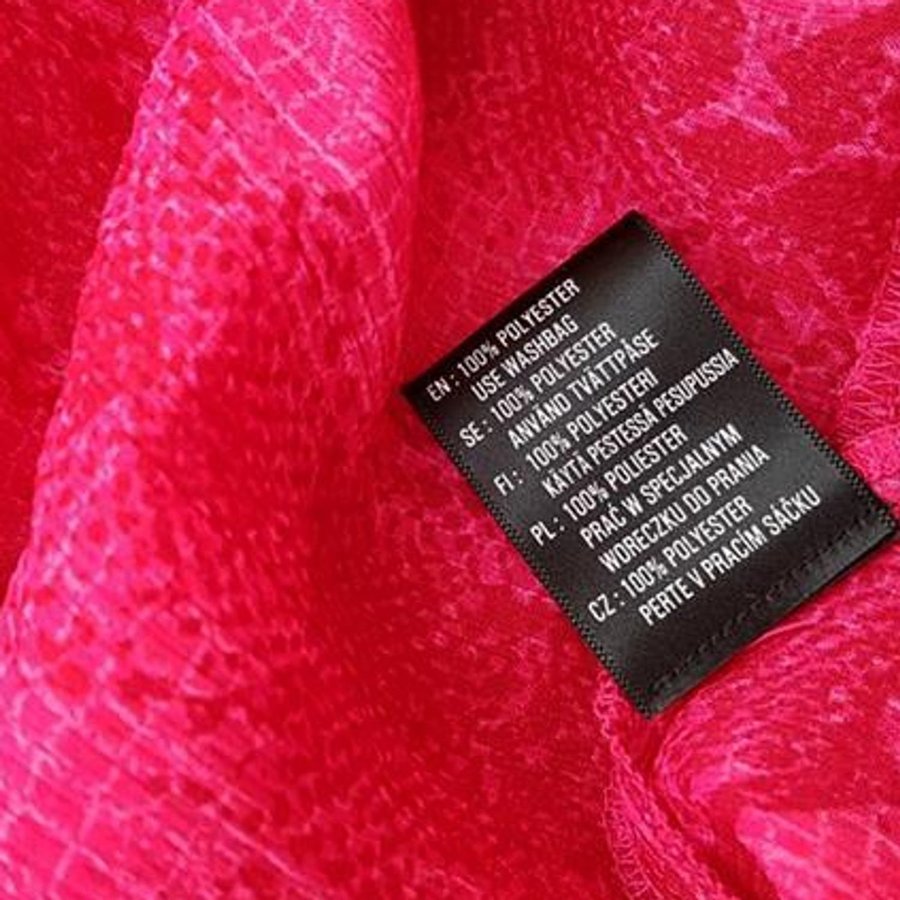 EN : 100% POLYESTER
USE WASHBAG
SE : 100% POLYESTER
ANVÄND TVÄTTPÅSE
FI : 100% POLYESTERI
KÄYTÄ PESTESSÄ PESUPUSSIA
PL : 100% POLIESTER
PRAĆ W SPECJALNYM
WORECZKU DO PRANIA
CZ : 100% POLYESTER
PERTE V PRACÍM SÁČKU